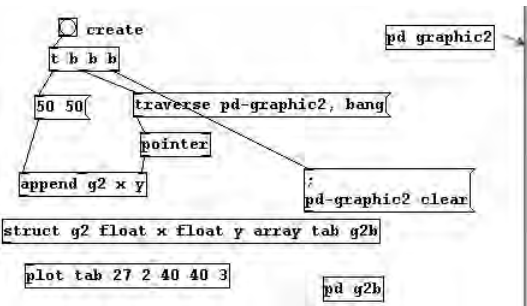 create
pd graphic2
t b b b
50 50
traverse pd-graphic2, bang
pointer
append g2 x y
;
pd-graphic2 clear
struct g2 float x float y array tab g2b
plot tab 27 2 40 40 3
pd g2b